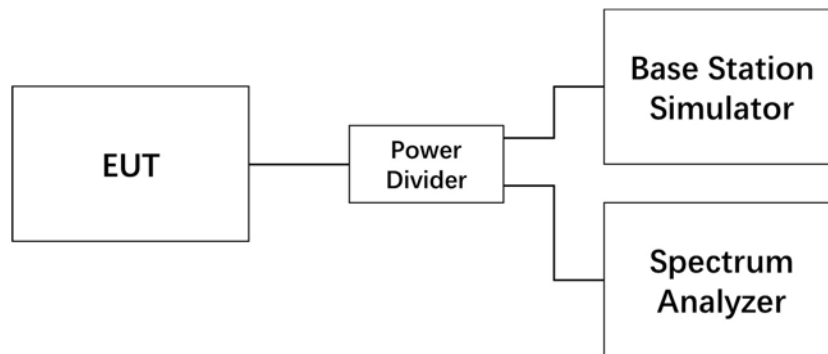 EUT
Power
Divider
Base Station
Simulator
Spectrum
Analyzer